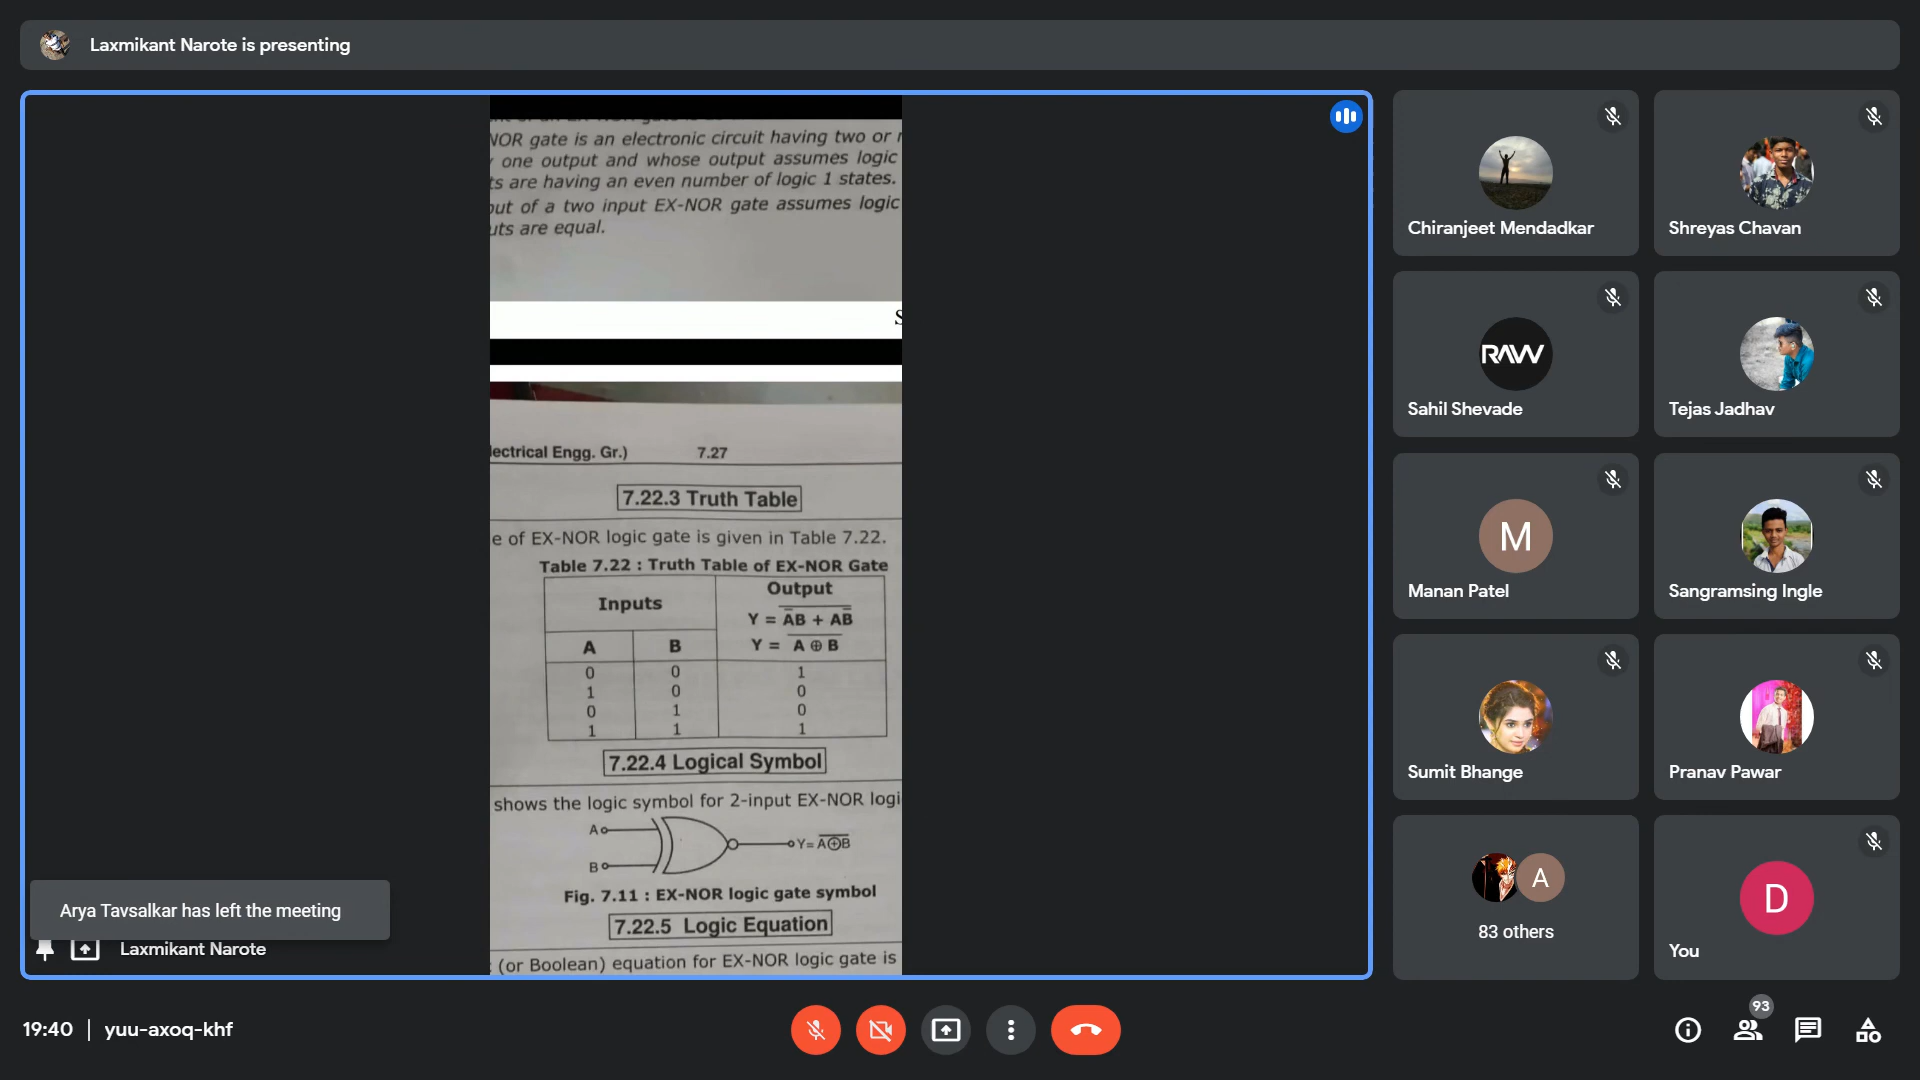 Laxmikant Narote is presenting
NOR gate is an electronic circuit having two or
one output and whose output assumes logic
ts are having an even number of logic 1 states.
out of a two input EX-NOR gate assumes logic
uts are equal.
S
lectrical Engg. Gr.) 7.27
7.22.3 Truth Table
e of EX-NOR logic gate is given in Table 7.22.
Table 7.22 : Truth Table of EX-NOR Gate
Inputs Output
Y = \overline{\overline{A}B + A\overline{B}}
A B Y = \overline{A ⊕ B}
0 0 1
1 0 0
0 1 0
1 1 1
7.22.4 Logical Symbol
shows the logic symbol for 2-input EX-NOR logi
A
Y= \overline{A⊕B}
B
Fig. 7.11 : EX-NOR logic gate symbol
7.22.5 Logic Equation
(or Boolean) equation for EX-NOR logic gate is
Arya Tavsalkar has left the meeting
Laxmikant Narote
Chiranjeet Mendadkar
Shreyas Chavan
RAW
Sahil Shevade
Tejas Jadhav
M
Manan Patel
Sangramsing Ingle
Sumit Bhange
Pranav Pawar
A
83 others
D
You
19:40 | yuu-axoq-khf
93